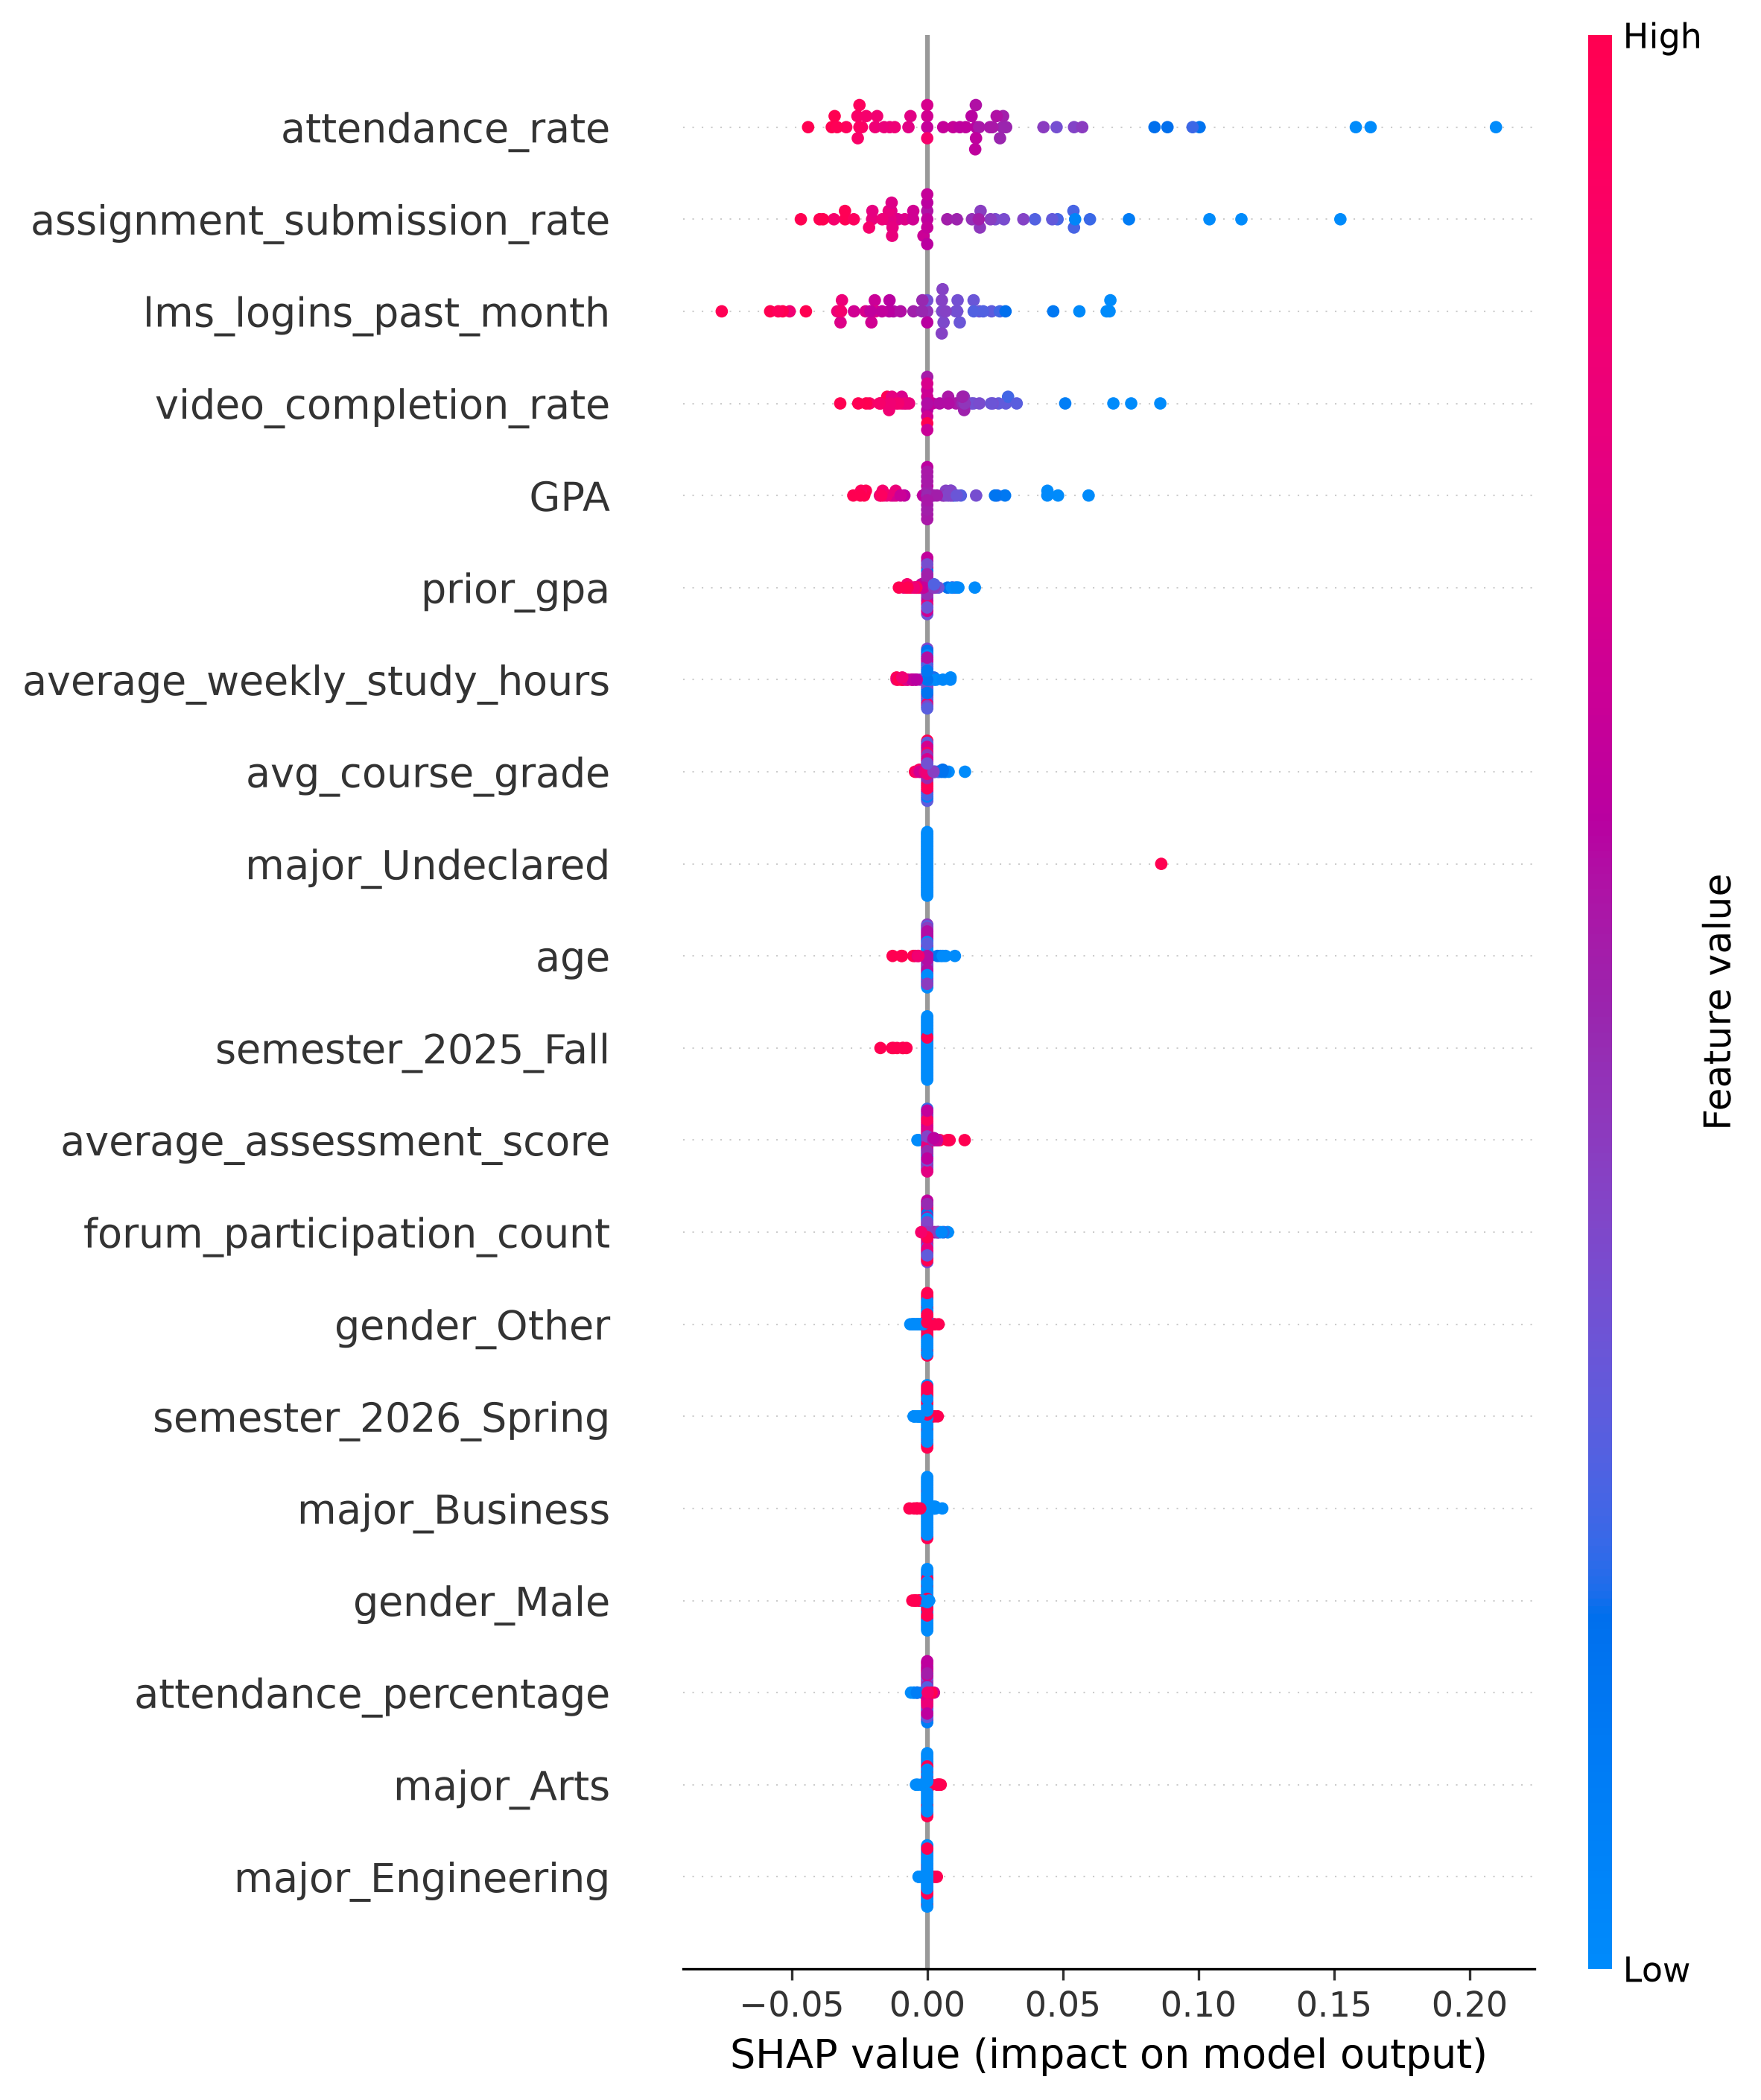 High
attendance_rate
assignment_submission_rate
lms_logins_past_month
video_completion_rate
GPA
prior_gpa
average_weekly_study_hours
avg_course_grade
major_Undeclared
age
semester_2025_Fall
average_assessment_score
forum_participation_count
gender_Other
semester_2026_Spring
major_Business
gender_Male
attendance_percentage
major_Arts
major_Engineering
Feature value
Low
−0.05 0.00 0.05 0.10 0.15 0.20
SHAP value (impact on model output)